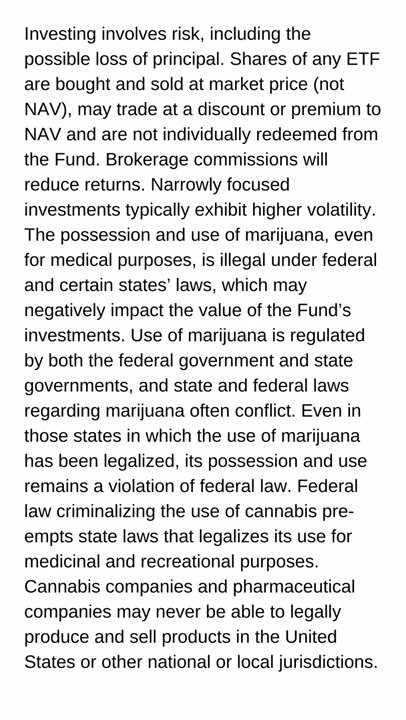 Investing involves risk, including the
possible loss of principal. Shares of any ETF
are bought and sold at market price (not
NAV), may trade at a discount or premium to
NAV and are not individually redeemed from
the Fund. Brokerage commissions will
reduce returns. Narrowly focused
investments typically exhibit higher volatility.
The possession and use of marijuana, even
for medical purposes, is illegal under federal
and certain states’ laws, which may
negatively impact the value of the Fund’s
investments. Use of marijuana is regulated
by both the federal government and state
governments, and state and federal laws
regarding marijuana often conflict. Even in
those states in which the use of marijuana
has been legalized, its possession and use
remains a violation of federal law. Federal
law criminalizing the use of cannabis pre-
empts state laws that legalizes its use for
medicinal and recreational purposes.
Cannabis companies and pharmaceutical
companies may never be able to legally
produce and sell products in the United
States or other national or local jurisdictions.